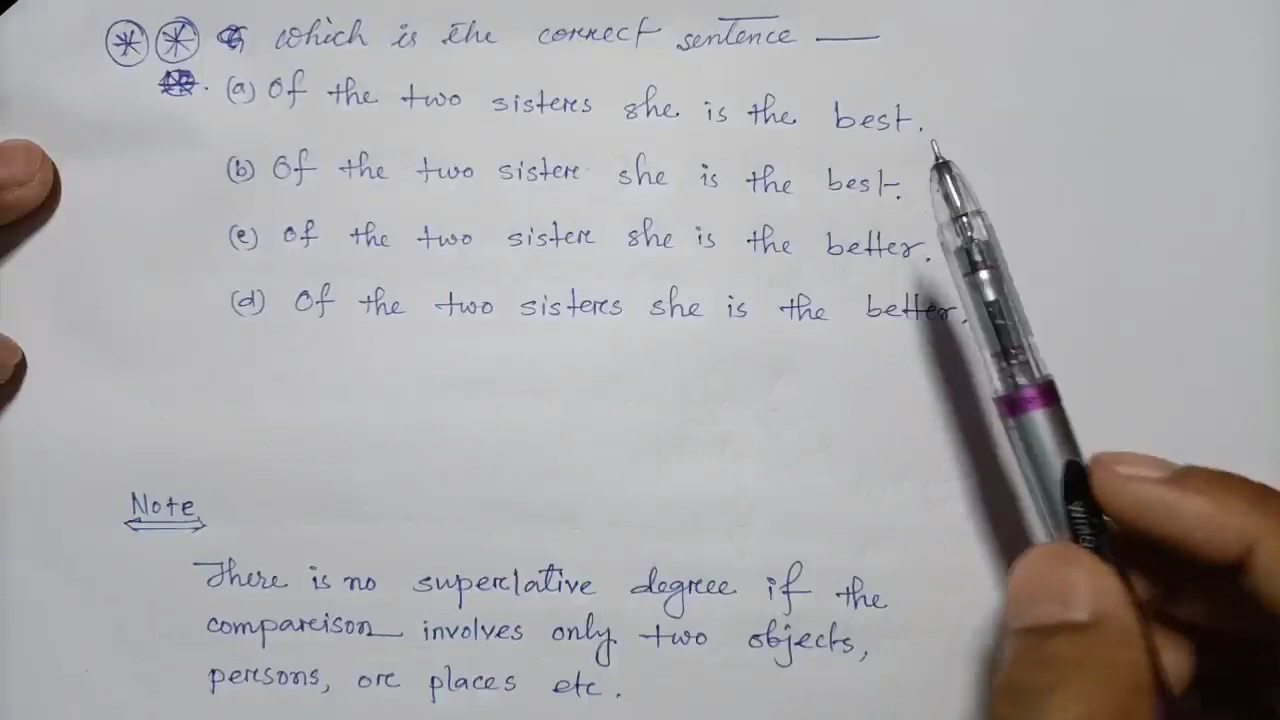 which is the correct sentence —
(a) Of the two sisters she is the best.
(b) Of the two sister she is the best.
(c) Of the two sister she is the better.
(d) Of the two sisters she is the better.
Note
There is no superlative degree if the
comparison involves only two objects,
persons, or places etc.